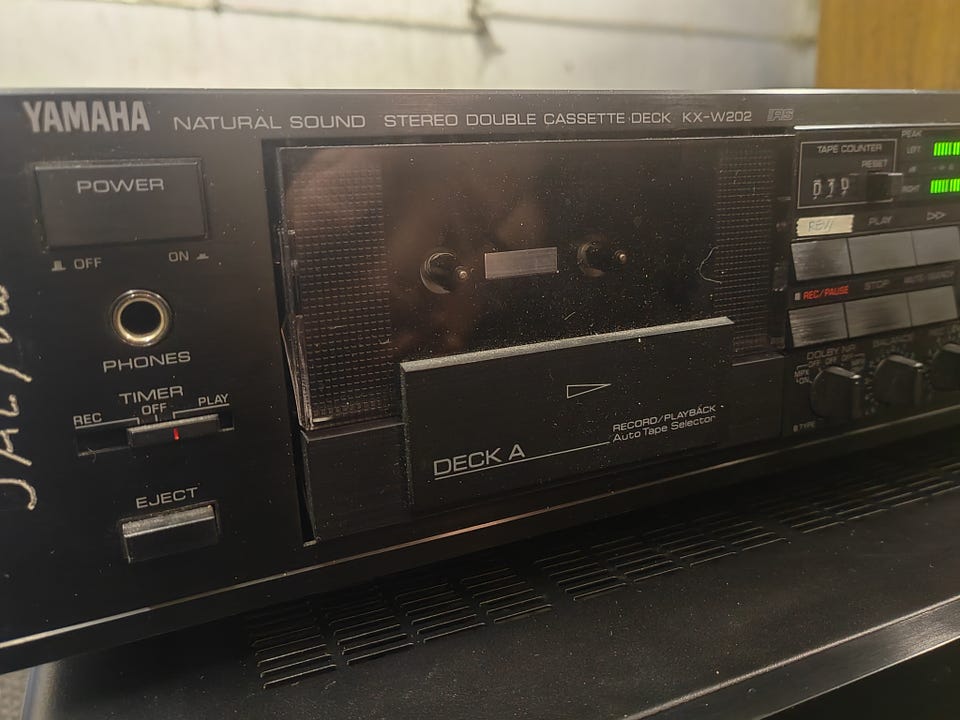 YAMAHA NATURAL SOUND STEREO DOUBLE CASSETTE DECK KX-W202 IRS
POWER
OFF ON
PHONES
TIMER
REC OFF PLAY
EJECT
DECK A
RECORD/PLAYBACK
Auto Tape Selector
TAPE COUNTER
RESET
PEAK
LEFT
RIGHT
REV/ PLAY
REC/PAUSE STOP
DOLBY NR BALANCE
TYPE